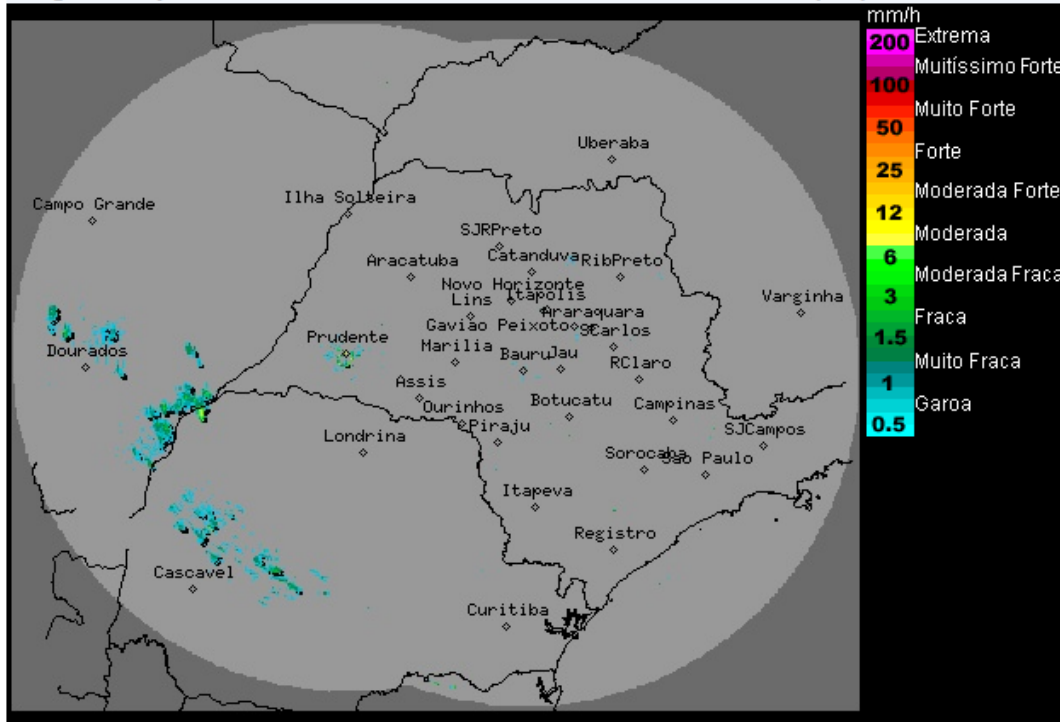 mm/h
200 Extrema
Muitíssimo Forte
100
Muito Forte
50
Forte
25
Moderada Forte
12
Moderada
6
Moderada Fraca
3
Fraca
1.5
Muito Fraca
1
Garoa
0.5
Uberaba
Campo Grande
Ilha Solteira
SJRPreto
Aracatuba
Catanduva
RibPreto
Novo Horizonte
Lins
Itapolis
Varginha
Araraquara
Gavião Peixoto
SCarlos
Prudente
Dourados
Marilia
Bauru
Jau
RClaro
Assis
Ourinhos
Botucatu
Campinas
Piraju
Londrina
SJCampos
Sorocaba
Sao Paulo
Itapeva
Registro
Cascavel
Curitiba